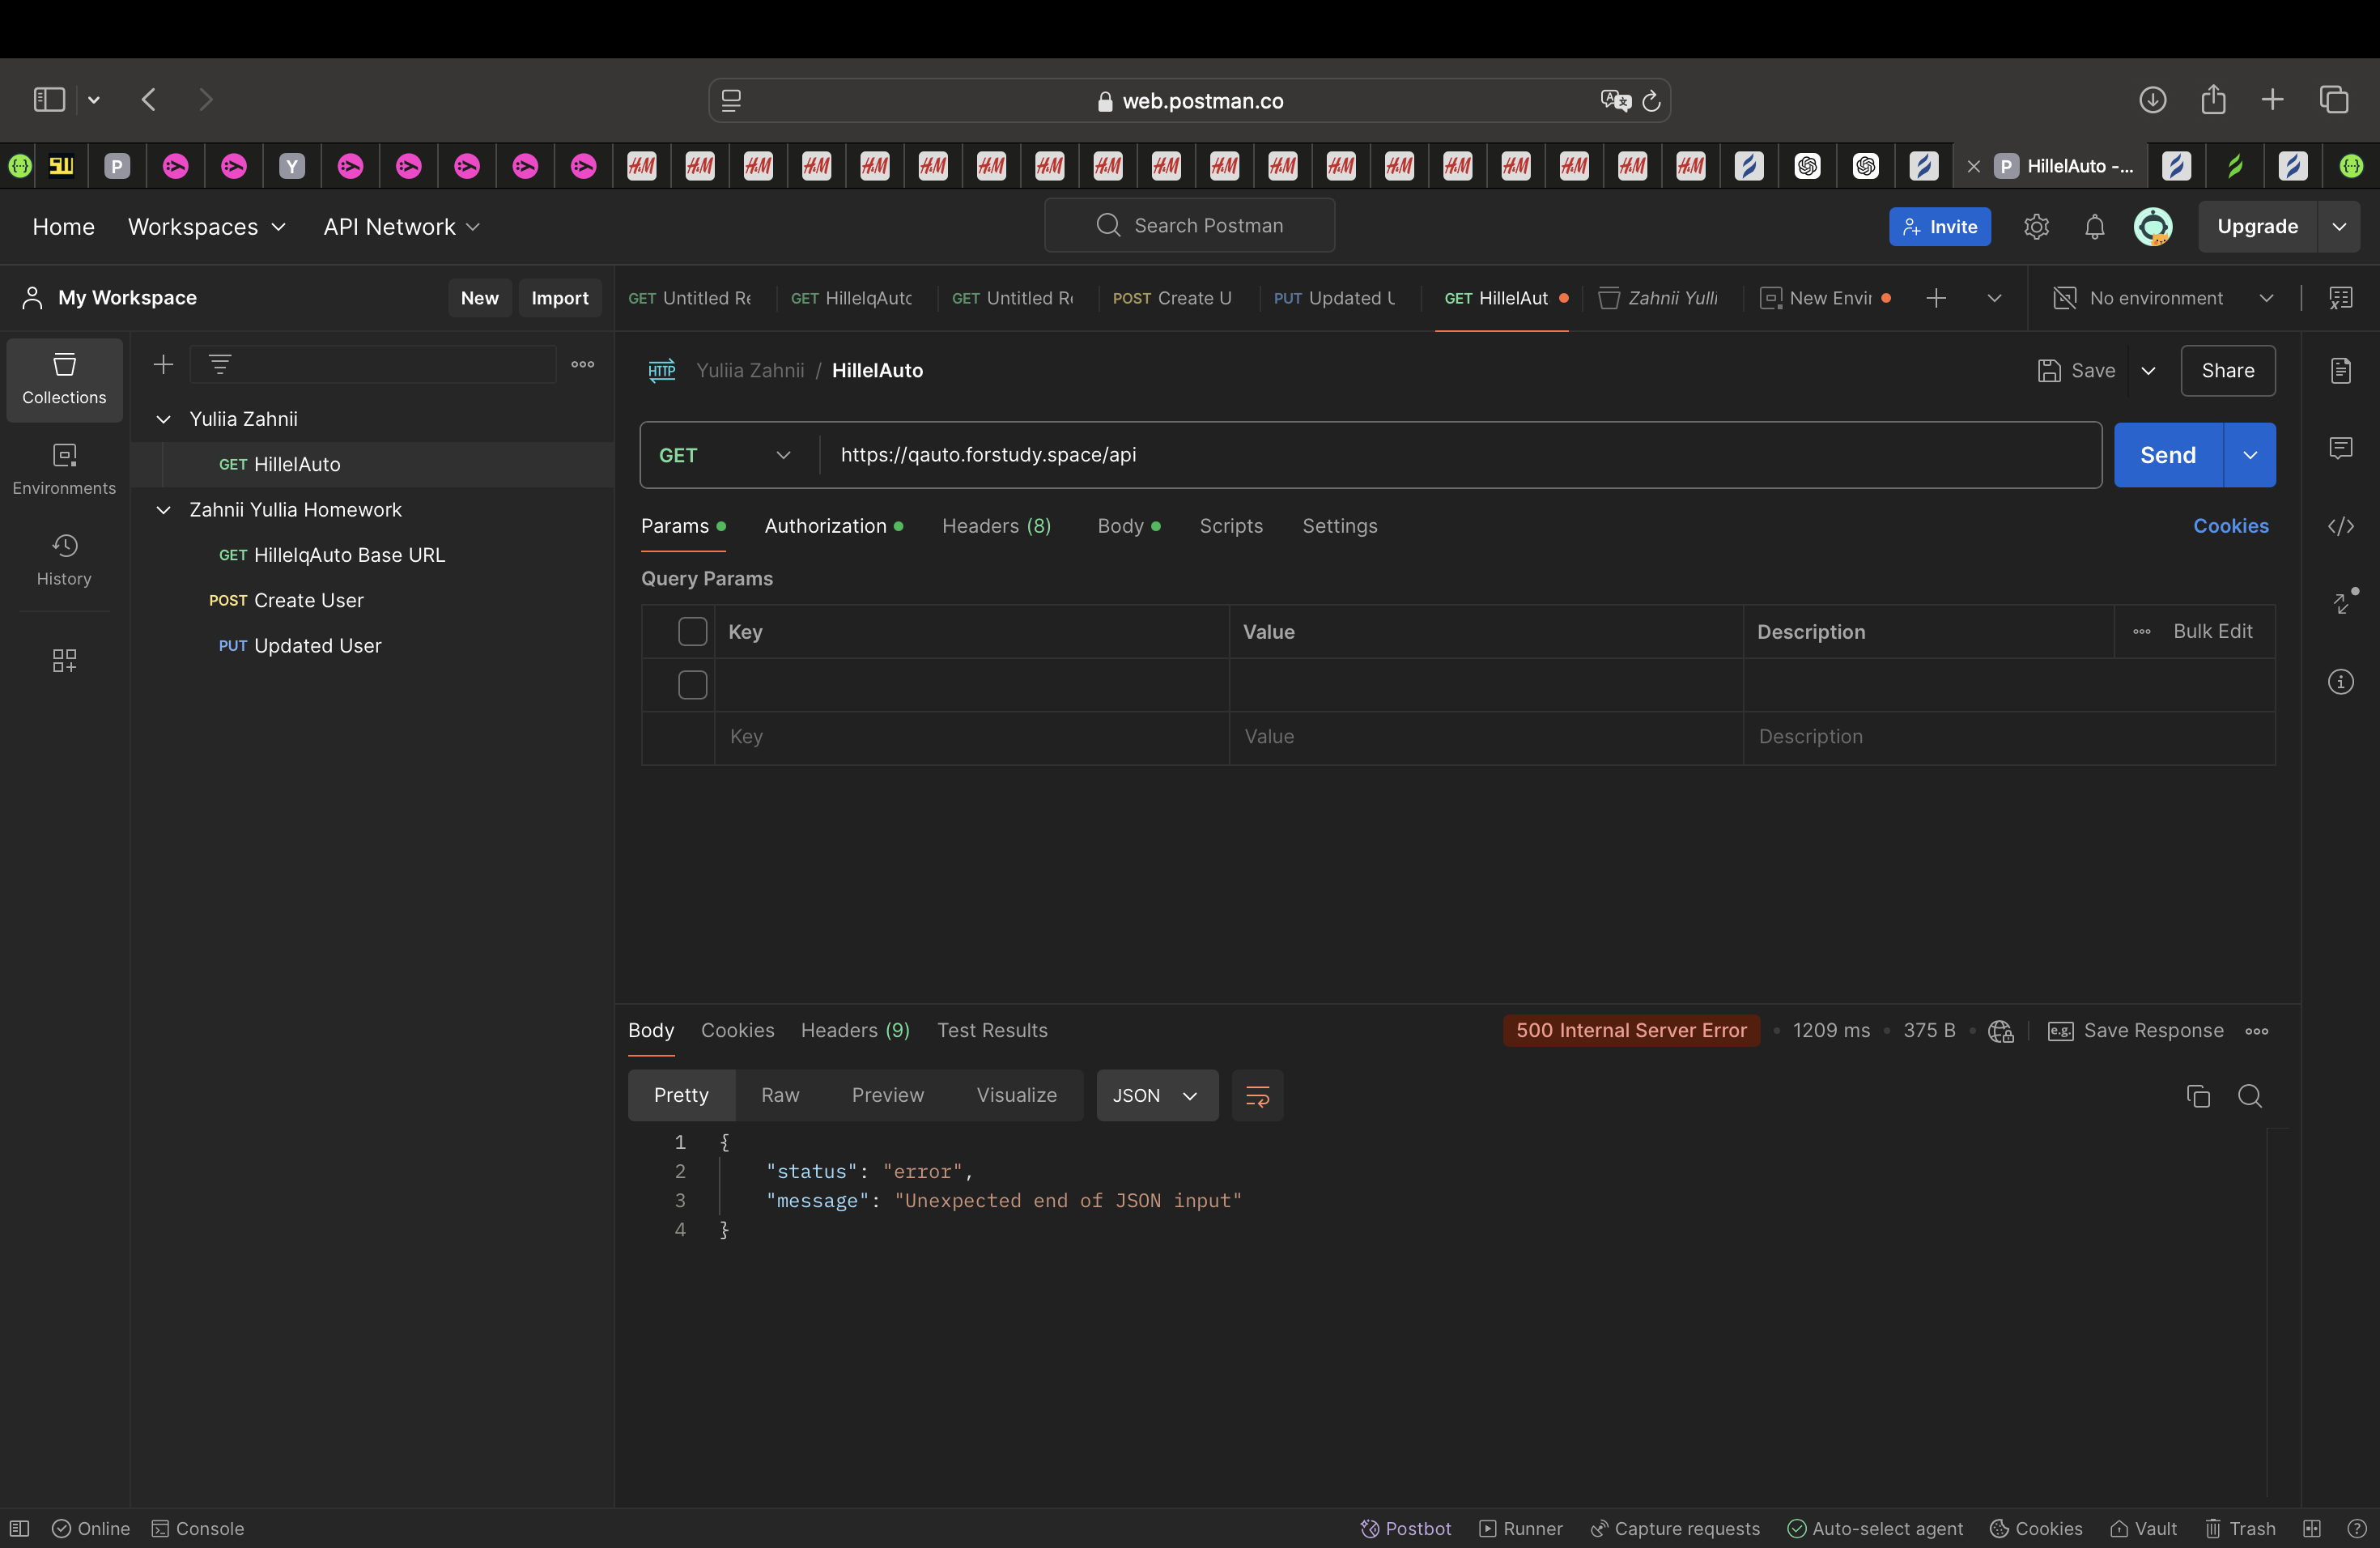 web.postman.co
SW P Y H&M H&M H&M H&M H&M H&M H&M H&M H&M H&M H&M H&M H&M H&M H&M H&M H&M H&M H&M P HillelAuto -...
Home Workspaces API Network Search Postman Invite Upgrade
My Workspace New Import
GET Untitled Re GET HillelqAutc GET Untitled Re POST Create U PUT Updated U GET HillelAut Zahnii Yulli New Envir No environment
Collections
Environments
History
Yuliia Zahnii
GET HillelAuto
Zahnii Yullia Homework
GET HillelqAuto Base URL
POST Create User
PUT Updated User
HTTP Yuliia Zahnii / HillelAuto Save Share
GET https://qauto.forstudy.space/api Send
Params Authorization Headers (8) Body Scripts Settings Cookies
Query Params
Key Value Description Bulk Edit
Key Value Description
Body Cookies Headers (9) Test Results 500 Internal Server Error 1209 ms 375 B e.g. Save Response
Pretty Raw Preview Visualize JSON
1 {
2 "status": "error",
3 "message": "Unexpected end of JSON input"
4 }
Online Console Postbot Runner Capture requests Auto-select agent Cookies Vault Trash